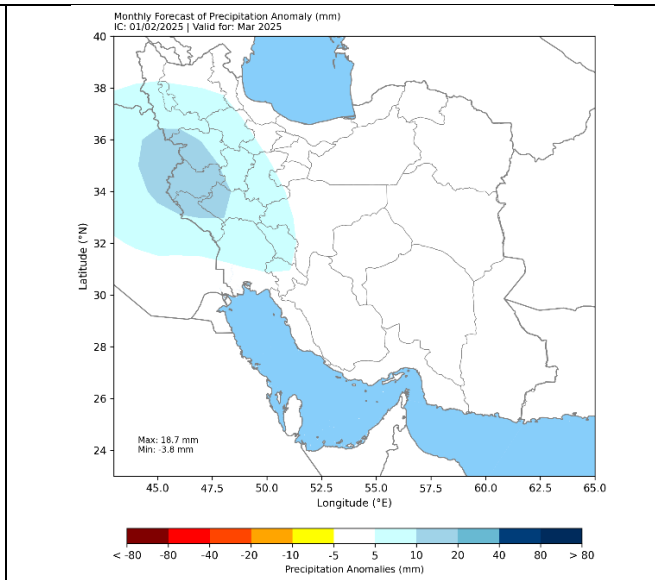 Monthly Forecast of Precipitation Anomaly (mm)
IC: 01/02/2025 | Valid for: Mar 2025
40
38
36
34
32
30
28
26
24
Latitude (°N)
Max: 18.7 mm
Min: -3.8 mm
45.0 47.5 50.0 52.5 55.0 57.5 60.0 62.5 65.0
Longitude (°E)
< -80 -80 -40 -20 -10 -5 5 10 20 40 80 > 80
Precipitation Anomalies (mm)